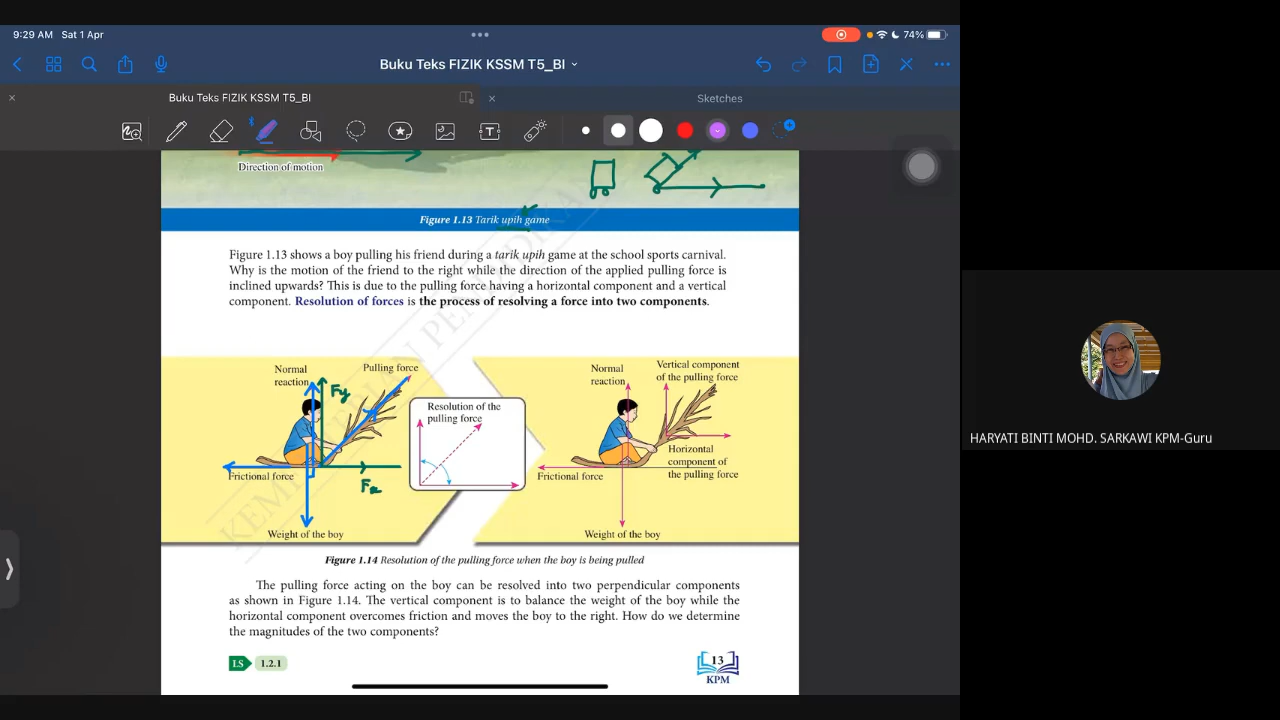 9:29 AM Sat 1 Apr
74%
Buku Teks FIZIK KSSM T5_BI
Buku Teks FIZIK KSSM T5_BI
Sketches
Direction of motion
Figure 1.13 Tarik upih game
Figure 1.13 shows a boy pulling his friend during a tarik upih game at the school sports carnival.
Why is the motion of the friend to the right while the direction of the applied pulling force is
inclined upwards? This is due to the pulling force having a horizontal component and a vertical
component. Resolution of forces is the process of resolving a force into two components.
Normal
reaction
Pulling force
Fy
Frictional force
Fx
Weight of the boy
Resolution of the
pulling force
Normal
reaction
Vertical component
of the pulling force
Horizontal
component of
the pulling force
Frictional force
Weight of the boy
Figure 1.14 Resolution of the pulling force when the boy is being pulled
The pulling force acting on the boy can be resolved into two perpendicular components
as shown in Figure 1.14. The vertical component is to balance the weight of the boy while the
horizontal component overcomes friction and moves the boy to the right. How do we determine
the magnitudes of the two components?
LS 1.2.1
13
KPM
HARYATI BINTI MOHD. SARKAWI KPM-Guru